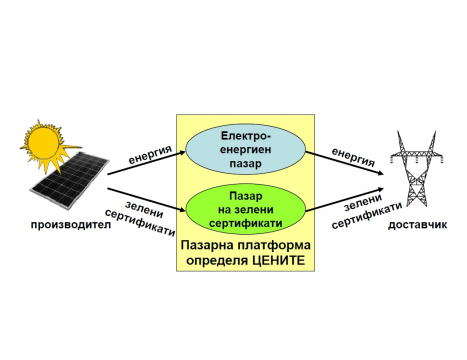 Електро-
енергиен
пазар
енергия
енергия
Пазар
на зелени
сертификати
зелени
сертификати
зелени
сертификати
производител
доставчик
Пазарна платформа
определя ЦЕНИТЕ